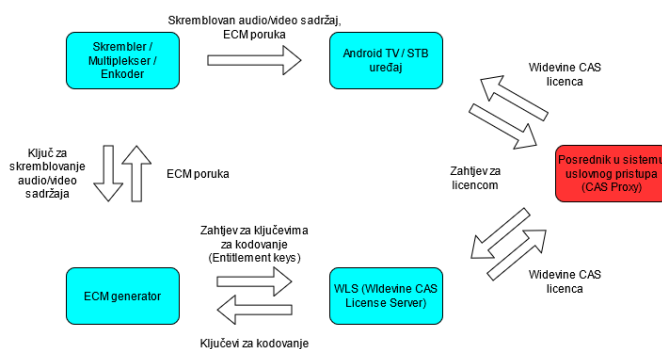 Skremblovan audio/video sadržaj,
ECM poruka
Skrembler /
Multiplekser /
Enkoder
Android TV / STB
uređaj
Widevine CAS
licenca
Ključ za
skremblovanje
audio/video
sadržaja
ECM poruka
Zahtjev za
licencom
Posrednik u sistemu
uslovnog pristupa
(CAS Proxy)
Zahtjev za ključevima
za kodovanje
(Entitlement keys)
ECM generator
WLS (WIdevine CAS
License Server)
Widevine CAS
licenca
Ključevi za kodovanje